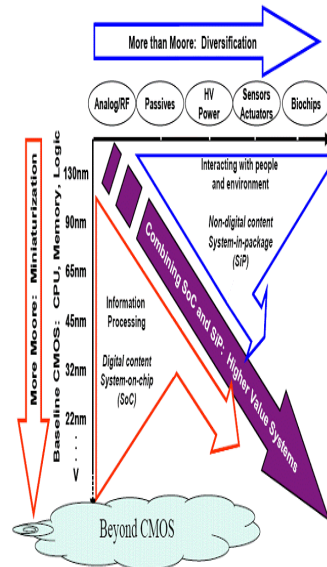 More than Moore: Diversification
Analog/RF
Passives
HV
Power
Sensors
Actuators
Biochips
More Moore: Miniaturization
Baseline CMOS: CPU, Memory, Logic
130nm
90nm
65nm
45nm
32nm
22nm
.
.
.
V
Interacting with people
and environment
Non-digital content
System-in-package
(SiP)
Combining SoC and SiP: Higher Value Systems
Information
Processing
Digital content
System-on-chip
(SoC)
Beyond CMOS